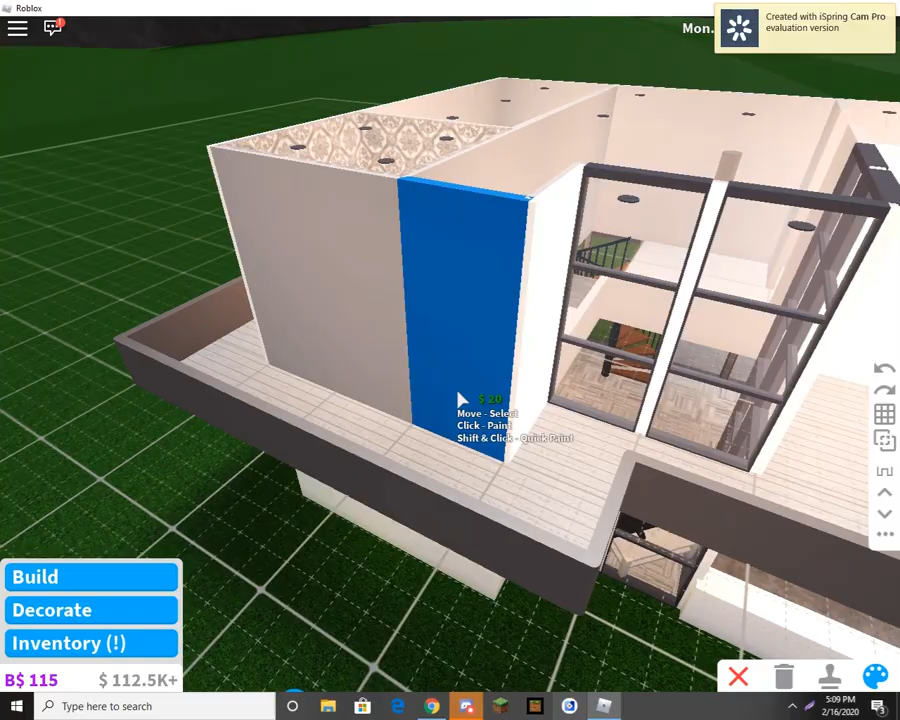 Roblox
Created with iSpring Cam Pro
evaluation version
Mon.
$ 20
Move - Select
Click - Paint
Shift & Click - Quick Paint
Build
Decorate
Inventory (!)
B$ 115
$ 112.5K+
Type here to search
5:09 PM
2/16/2020
3